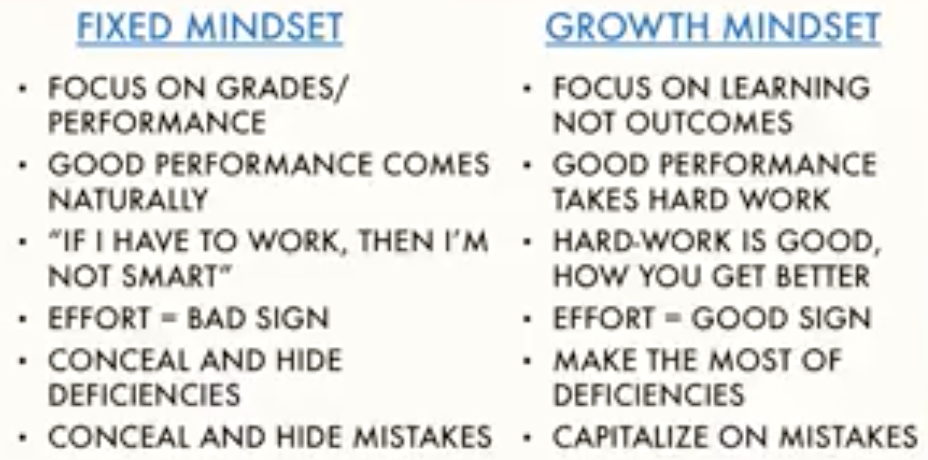 FIXED MINDSET
• FOCUS ON GRADES/
PERFORMANCE
• GOOD PERFORMANCE COMES
NATURALLY
• "IF I HAVE TO WORK, THEN I'M
NOT SMART"
• EFFORT = BAD SIGN
• CONCEAL AND HIDE
DEFICIENCIES
• CONCEAL AND HIDE MISTAKES
GROWTH MINDSET
• FOCUS ON LEARNING
NOT OUTCOMES
• GOOD PERFORMANCE
TAKES HARD WORK
• HARD-WORK IS GOOD,
HOW YOU GET BETTER
• EFFORT = GOOD SIGN
• MAKE THE MOST OF
DEFICIENCIES
• CAPITALIZE ON MISTAKES